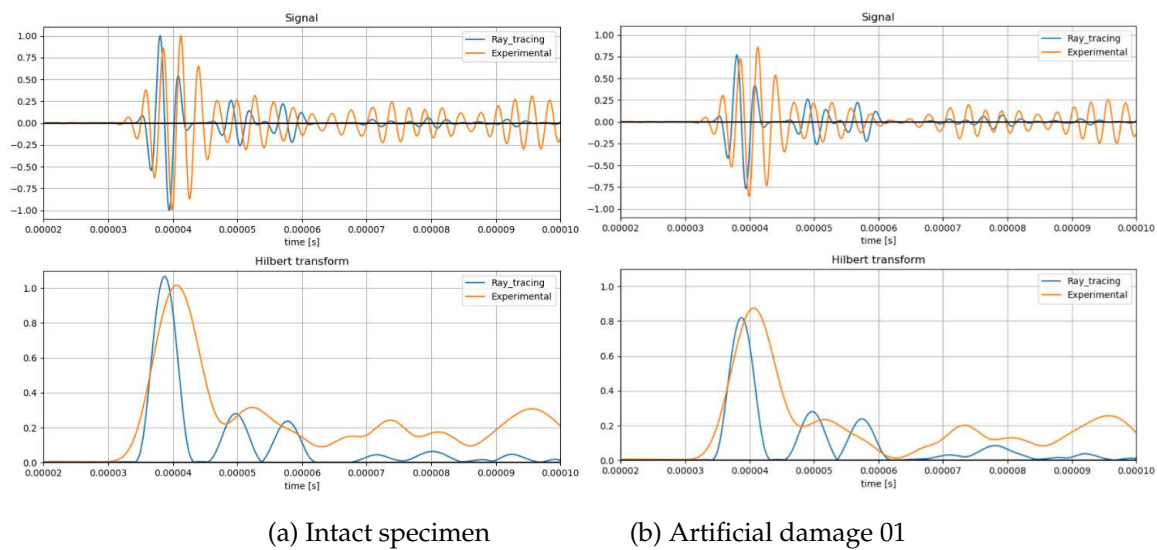 Signal
1.00
0.75
0.50
0.25
0.00
−0.25
−0.50
−0.75
−1.00
Ray_tracing
Experimental
0.00002 0.00003 0.00004 0.00005 0.00006 0.00007 0.00008 0.00009 0.00010
time [s]
Hilbert transform
1.0
0.8
0.6
0.4
0.2
0.0
Ray_tracing
Experimental
0.00002 0.00003 0.00004 0.00005 0.00006 0.00007 0.00008 0.00009 0.00010
time [s]
(a) Intact specimen
Signal
1.00
0.75
0.50
0.25
0.00
−0.25
−0.50
−0.75
−1.00
Ray_tracing
Experimental
0.00002 0.00003 0.00004 0.00005 0.00006 0.00007 0.00008 0.00009 0.00010
time [s]
Hilbert transform
1.0
0.8
0.6
0.4
0.2
0.0
Ray_tracing
Experimental
0.00002 0.00003 0.00004 0.00005 0.00006 0.00007 0.00008 0.00009 0.00010
time [s]
(b) Artificial damage 01